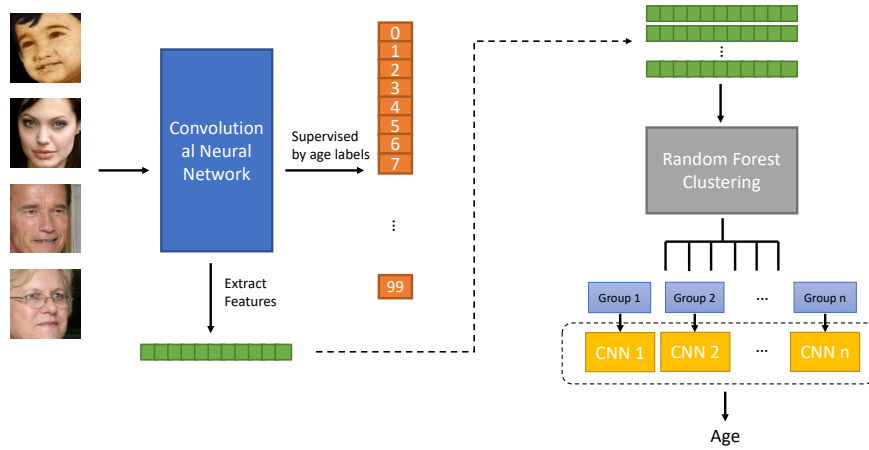 Convolution
al Neural
Network
Supervised
by age labels
0
1
2
3
4
5
6
7
...
99
Extract
Features
...
Random Forest
Clustering
Group 1
Group 2
...
Group n
CNN 1
CNN 2
...
CNN n
Age